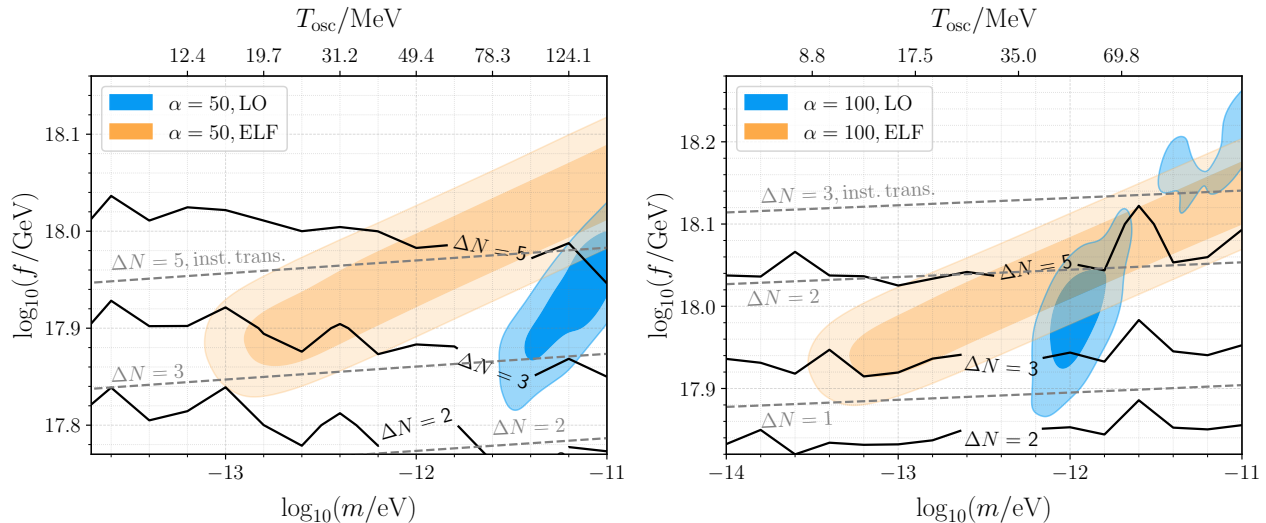 T_osc/MeV
12.4 19.7 31.2 49.4 78.3 124.1
α = 50, LO
α = 50, ELF
18.1
18.0
17.9
17.8
log₁₀(f/GeV)
ΔN = 5
ΔN = 5, inst. trans.
ΔN = 3
ΔN = 3
ΔN = 2
ΔN = 2
−13 −12 −11
log₁₀(m/eV)
T_osc/MeV
8.8 17.5 35.0 69.8
α = 100, LO
α = 100, ELF
18.2
18.1
18.0
17.9
log₁₀(f/GeV)
ΔN = 3, inst. trans.
ΔN = 5
ΔN = 2
ΔN = 3
ΔN = 1
ΔN = 2
−14 −13 −12 −11
log₁₀(m/eV)